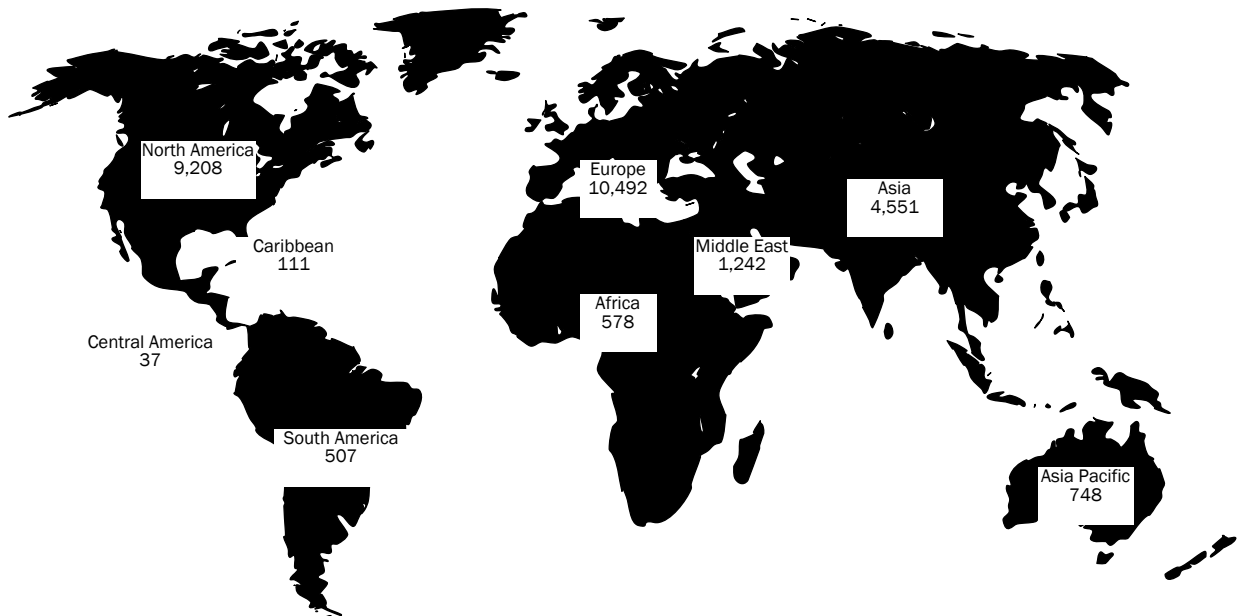 North America
9,208
Europe
10,492
Asia
4,551
Caribbean
111
Middle East
1,242
Africa
578
Central America
37
South America
507
Asia Pacific
748